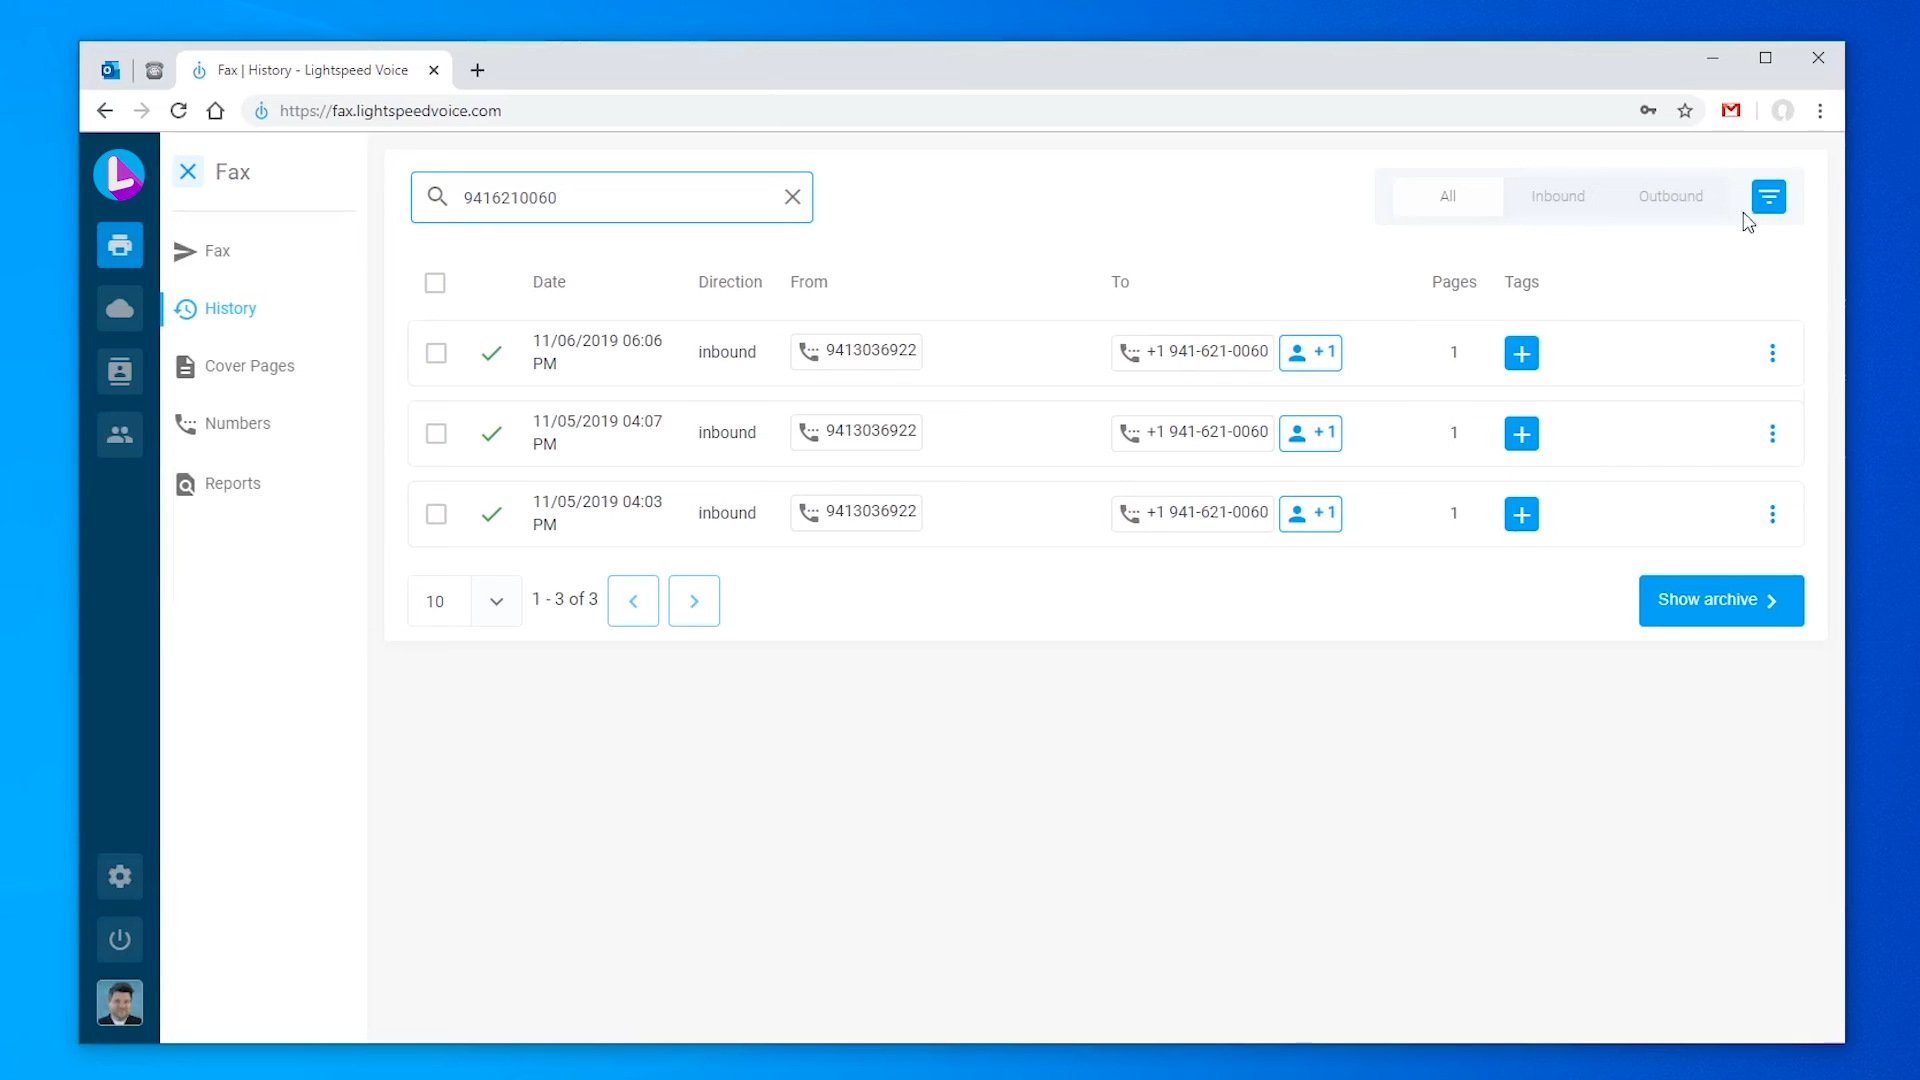 Fax | History - Lightspeed Voice
https://fax.lightspeedvoice.com
Fax
Fax
History
Cover Pages
Numbers
Reports
9416210060
All Inbound Outbound
Date Direction From To Pages Tags
11/06/2019 06:06
PM
inbound 9413036922 +1 941-621-0060 +1 1
11/05/2019 04:07
PM
inbound 9413036922 +1 941-621-0060 +1 1
11/05/2019 04:03
PM
inbound 9413036922 +1 941-621-0060 +1 1
10 1 - 3 of 3
Show archive